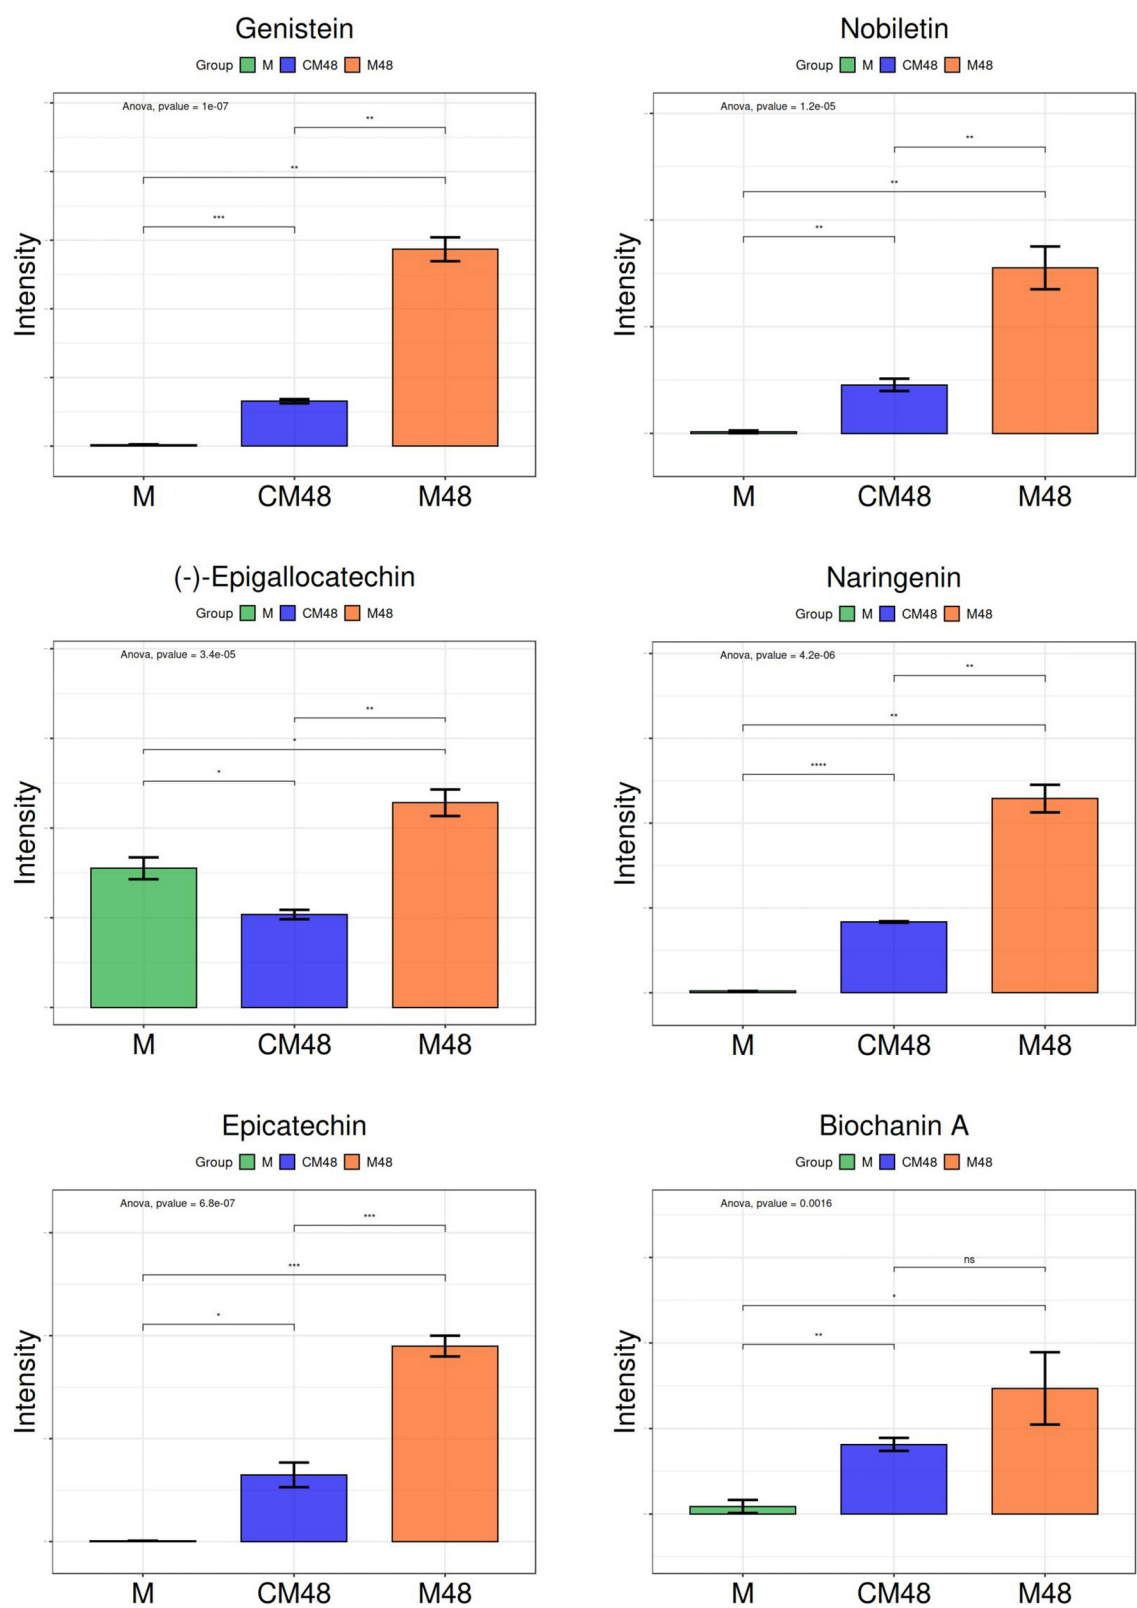 Genistein
Group M CM48 M48
Anova, pvalue = 1e-07
**
**
***
Intensity
M CM48 M48
Nobiletin
Group M CM48 M48
Anova, pvalue = 1.2e-05
**
**
**
Intensity
M CM48 M48
(-)-Epigallocatechin
Group M CM48 M48
Anova, pvalue = 3.4e-05
**
*
*
Intensity
M CM48 M48
Naringenin
Group M CM48 M48
Anova, pvalue = 4.2e-06
**
**
****
Intensity
M CM48 M48
Epicatechin
Group M CM48 M48
Anova, pvalue = 6.8e-07
***
***
*
Intensity
M CM48 M48
Biochanin A
Group M CM48 M48
Anova, pvalue = 0.0016
ns
*
**
Intensity
M CM48 M48